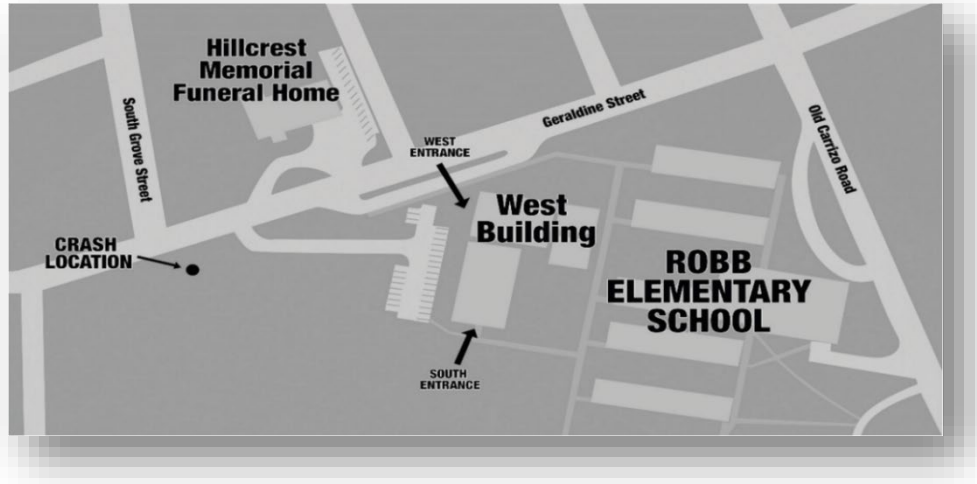 Hillcrest
Memorial
Funeral Home
South Grove Street
Geraldine Street
Old Carrizo Road
WEST
ENTRANCE
West
Building
CRASH
LOCATION
ROBB
ELEMENTARY
SCHOOL
SOUTH
ENTRANCE